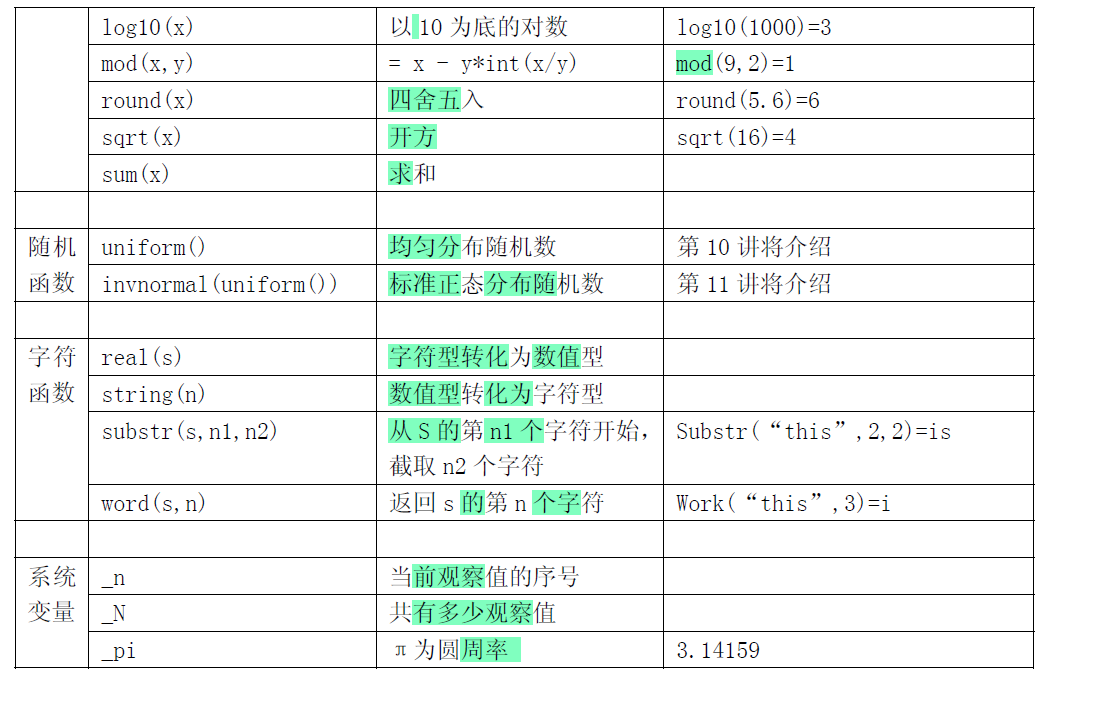 log10(x) 以 10 为底的对数 log10(1000)=3
mod(x,y) = x - y*int(x/y) mod(9,2)=1
round(x) 四舍五入 round(5.6)=6
sqrt(x) 开方 sqrt(16)=4
sum(x) 求和
随机 uniform() 均匀分布随机数 第 10 讲将介绍
函数 invnormal(uniform()) 标准正态分布随机数 第 11 讲将介绍
字符 real(s) 字符型转化为数值型
函数 string(n) 数值型转化为字符型
substr(s,n1,n2) 从 S 的第 n1 个字符开始， Substr(“this”,2,2)=is
截取 n2 个字符
word(s,n) 返回 s 的第 n 个字符 Work(“this”,3)=i
系统 _n 当前观察值的序号
变量 _N 共有多少观察值
_pi π为圆周率 3.14159